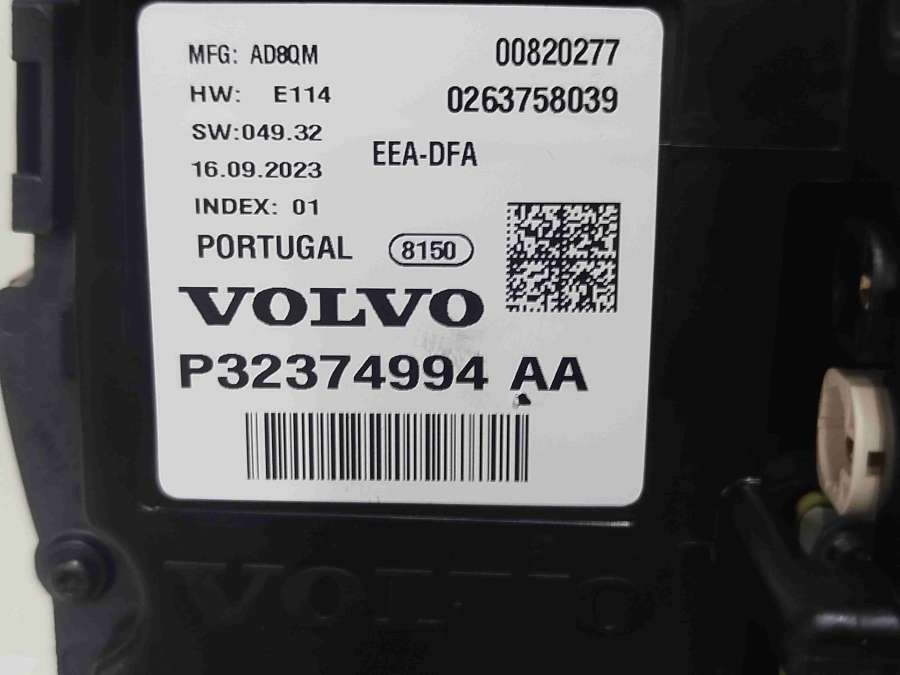 MFG: AD8QM
00820277
HW: E114
0263758039
SW:049.32
EEA-DFA
16.09.2023
INDEX: 01
PORTUGAL 8150
VOLVO
P32374994 AA
VOLVO